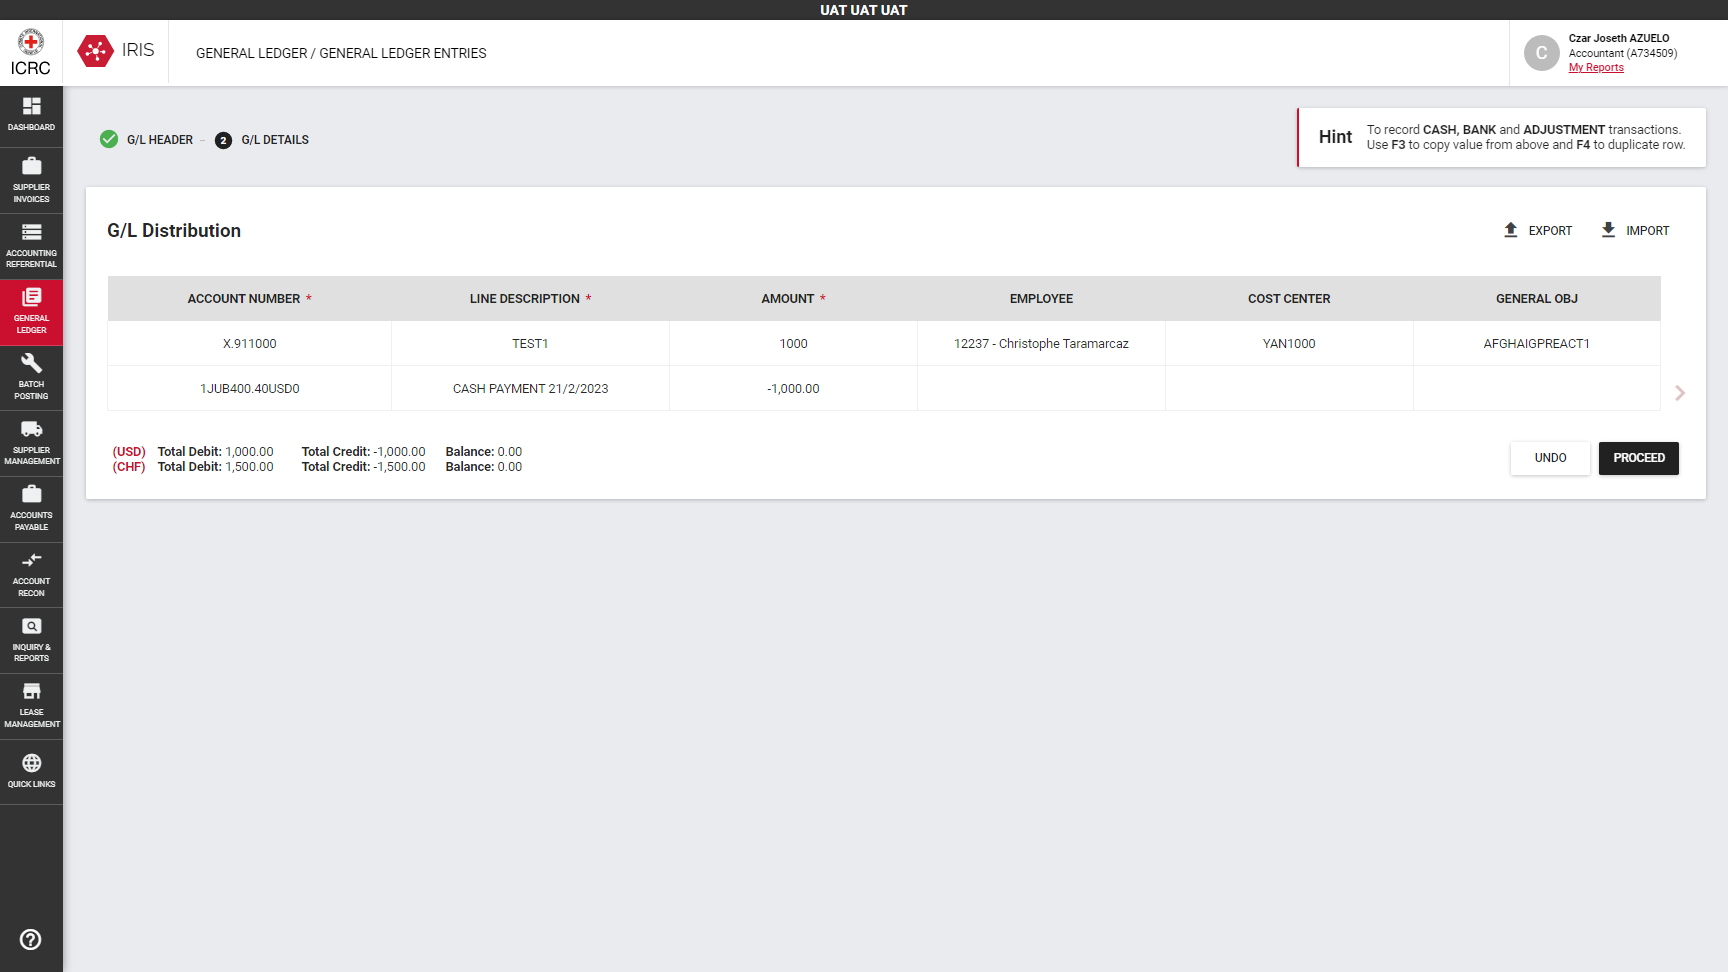 UAT UAT UAT
ICRC
IRIS
GENERAL LEDGER / GENERAL LEDGER ENTRIES
C
Czar Joseth AZUELO
Accountant (A734509)
My Reports
DASHBOARD
SUPPLIER
INVOICES
ACCOUNTING
REFERENTIAL
GENERAL
LEDGER
BATCH
POSTING
SUPPLIER
MANAGEMENT
ACCOUNTS
PAYABLE
ACCOUNT
RECON
INQUIRY &
REPORTS
LEASE
MANAGEMENT
QUICK LINKS
G/L HEADER
2 G/L DETAILS
Hint
To record CASH, BANK and ADJUSTMENT transactions.
Use F3 to copy value from above and F4 to duplicate row.
G/L Distribution
EXPORT IMPORT
ACCOUNT NUMBER * LINE DESCRIPTION * AMOUNT * EMPLOYEE COST CENTER GENERAL OBJ
X.911000 TEST1 1000 12237 - Christophe Taramarcaz YAN1000 AFGHAIGPREACT1
1JUB400.40USD0 CASH PAYMENT 21/2/2023 -1,000.00
(USD) Total Debit: 1,000.00 Total Credit: -1,000.00 Balance: 0.00
(CHF) Total Debit: 1,500.00 Total Credit: -1,500.00 Balance: 0.00
UNDO PROCEED